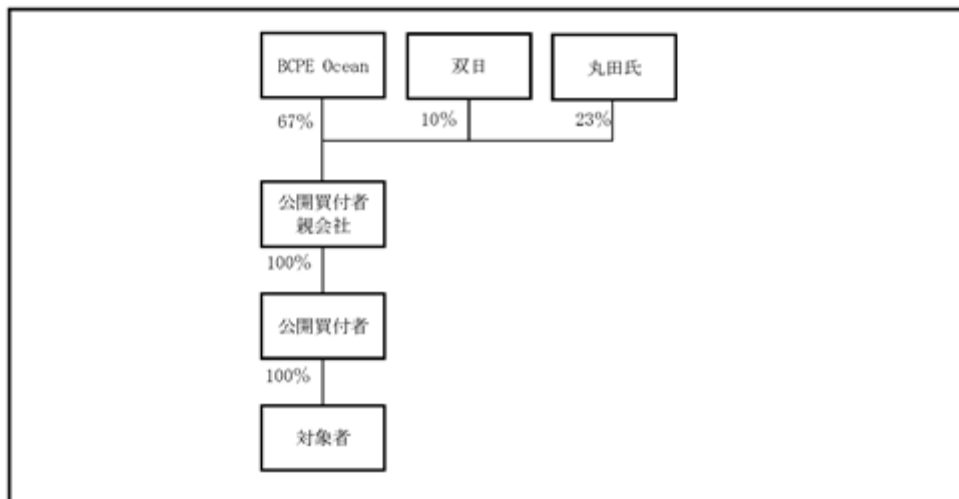 BCPE Ocean
双日
丸田氏
67%
10%
23%
公開買付者
親会社
100%
公開買付者
100%
対象者